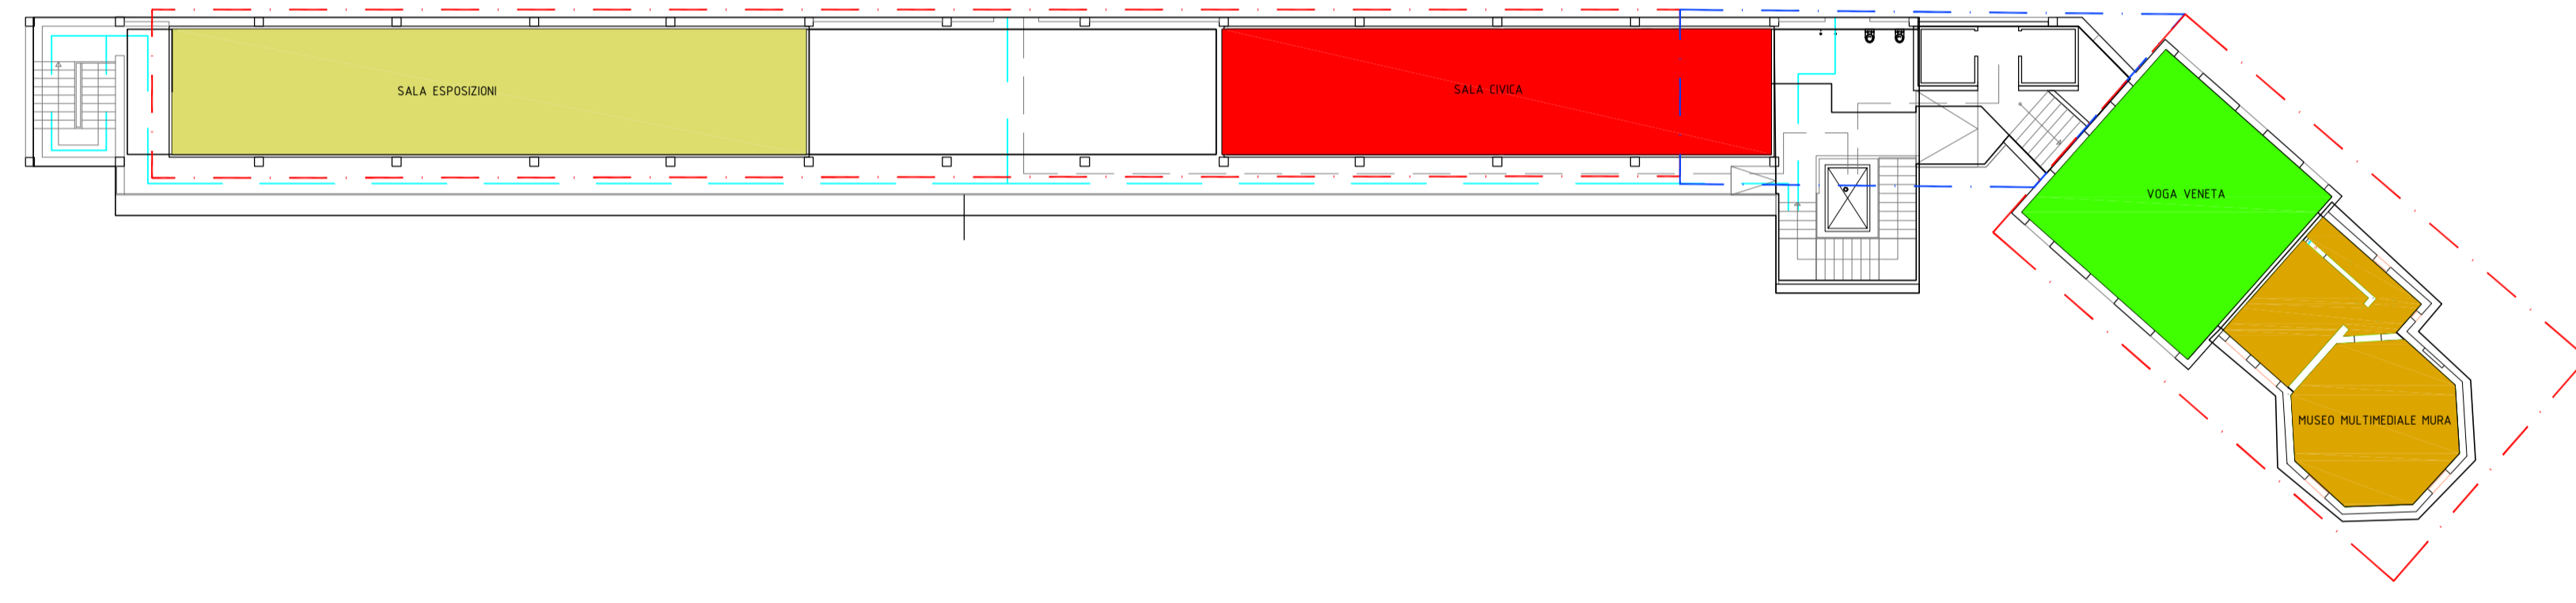 SALA ESPOSIZIONI
SALA CIVICA
VOGA VENETA
MUSEO MULTIMEDIALE MURA